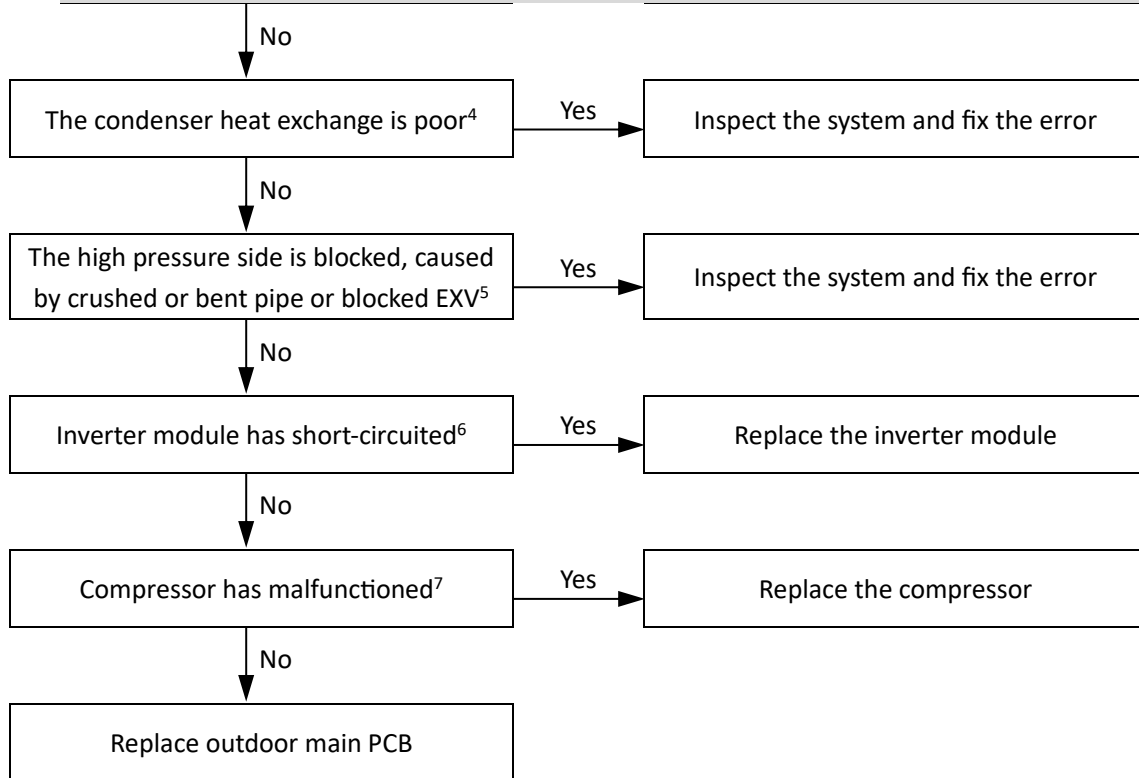 No
The condenser heat exchange is poor4
Yes
Inspect the system and fix the error
No
The high pressure side is blocked, caused
by crushed or bent pipe or blocked EXV5
Yes
Inspect the system and fix the error
No
Inverter module has short-circuited6
Yes
Replace the inverter module
No
Compressor has malfunctioned7
Yes
Replace the compressor
No
Replace outdoor main PCB